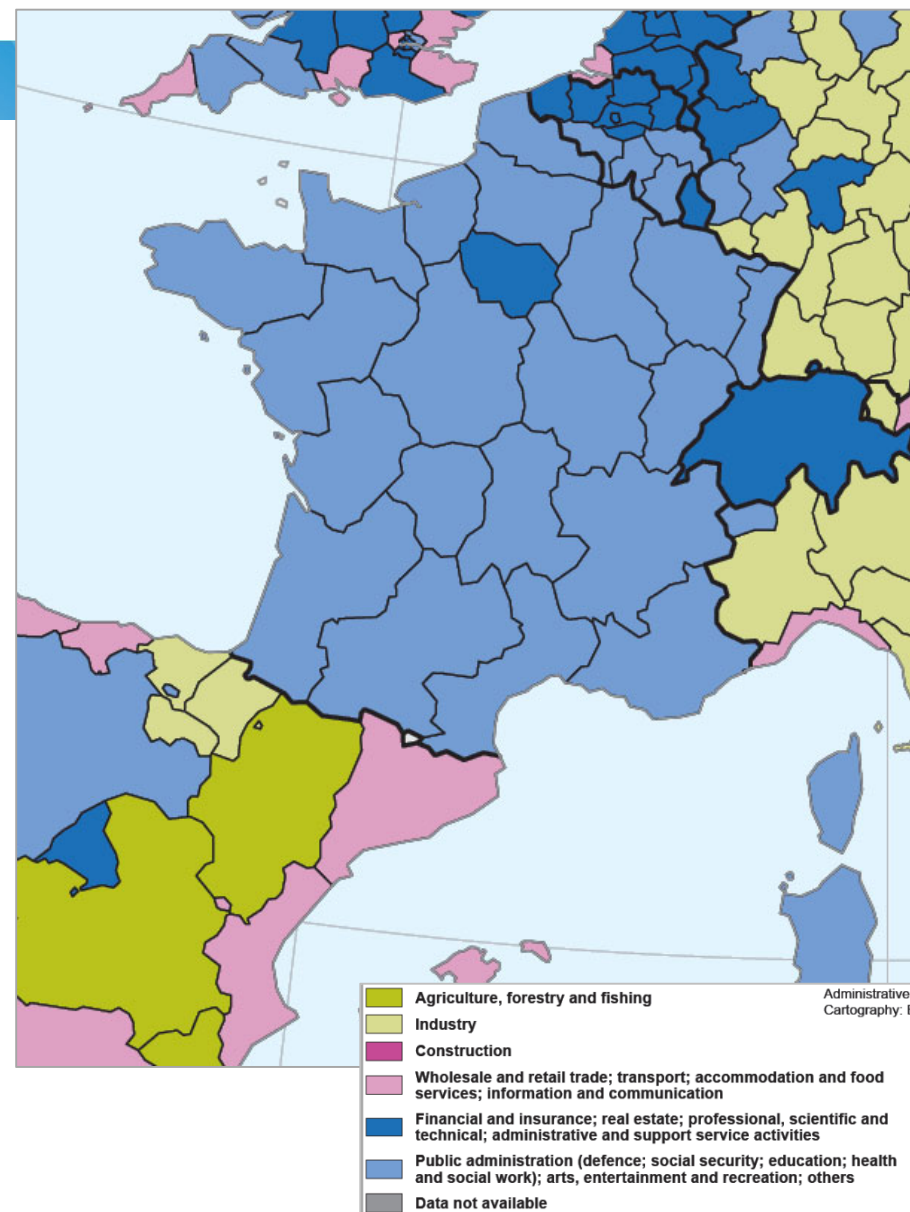 Agriculture, forestry and fishing
Administrative
Cartography:
Industry
Construction
Wholesale and retail trade; transport; accommodation and food
services; information and communication
Financial and insurance; real estate; professional, scientific and
technical; administrative and support service activities
Public administration (defence; social security; education; health
and social work); arts, entertainment and recreation; others
Data not available